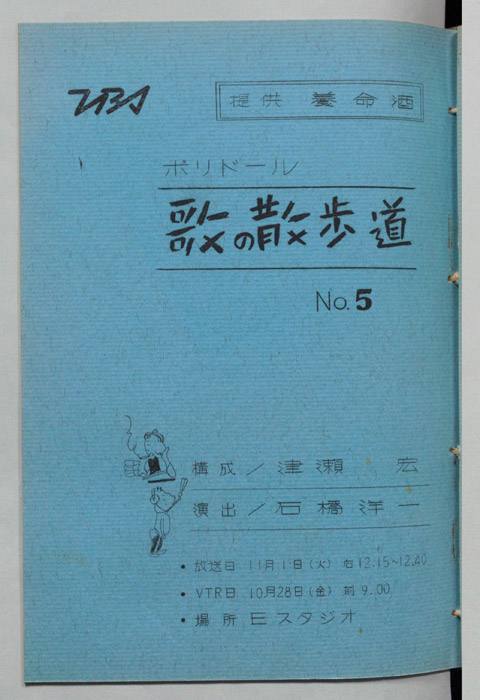 TBS
提供 養命酒
ポリドール
歌の散歩道
No.5
構成/津瀬 宏
演出/石橋洋一
・放送日 11月1日(火) 后12.15~12.40
・VTR日 10月28日(金) 前9.00
・場所 Eスタジオ